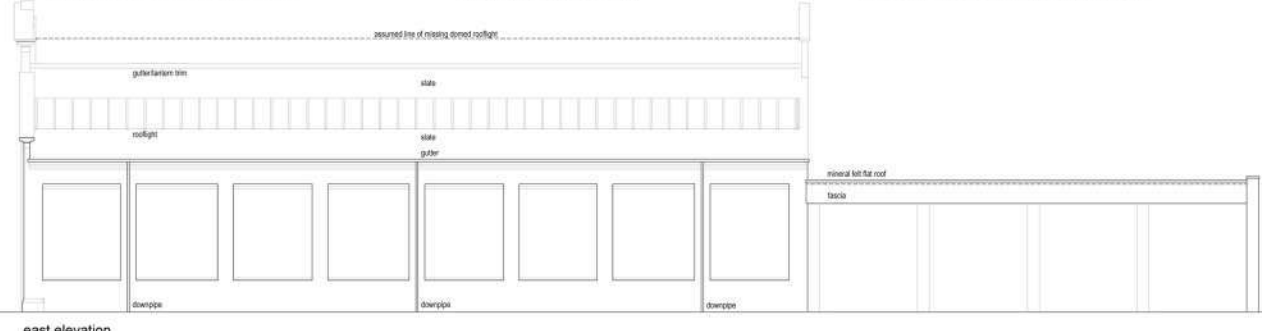 assumed line of missing domed rooflight
gutter/lantern trim
slate
rooflight
slate
gutter
mineral felt flat roof
fascia
downpipe
downpipe
downpipe
east elevation